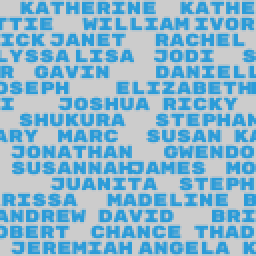 KATHERINE KATHE
TTIE WILLIAM IVOR
ICK JANET RACHEL
LYSSA LISA JODI S
R GAVIN DANIELL
OSEPH ELIZABETH
I JOSHUA RICKY
SHUKURA STEPHAN
ARY MARC SUSAN KA
JONATHAN GWENDO
SUSANNAH JAMES MO
JUANITA STEPH
RISSA MADELINE B
ANDREW DAVID BRI
OBERT CHANCE THAD
JEREMIAH ANGELA K